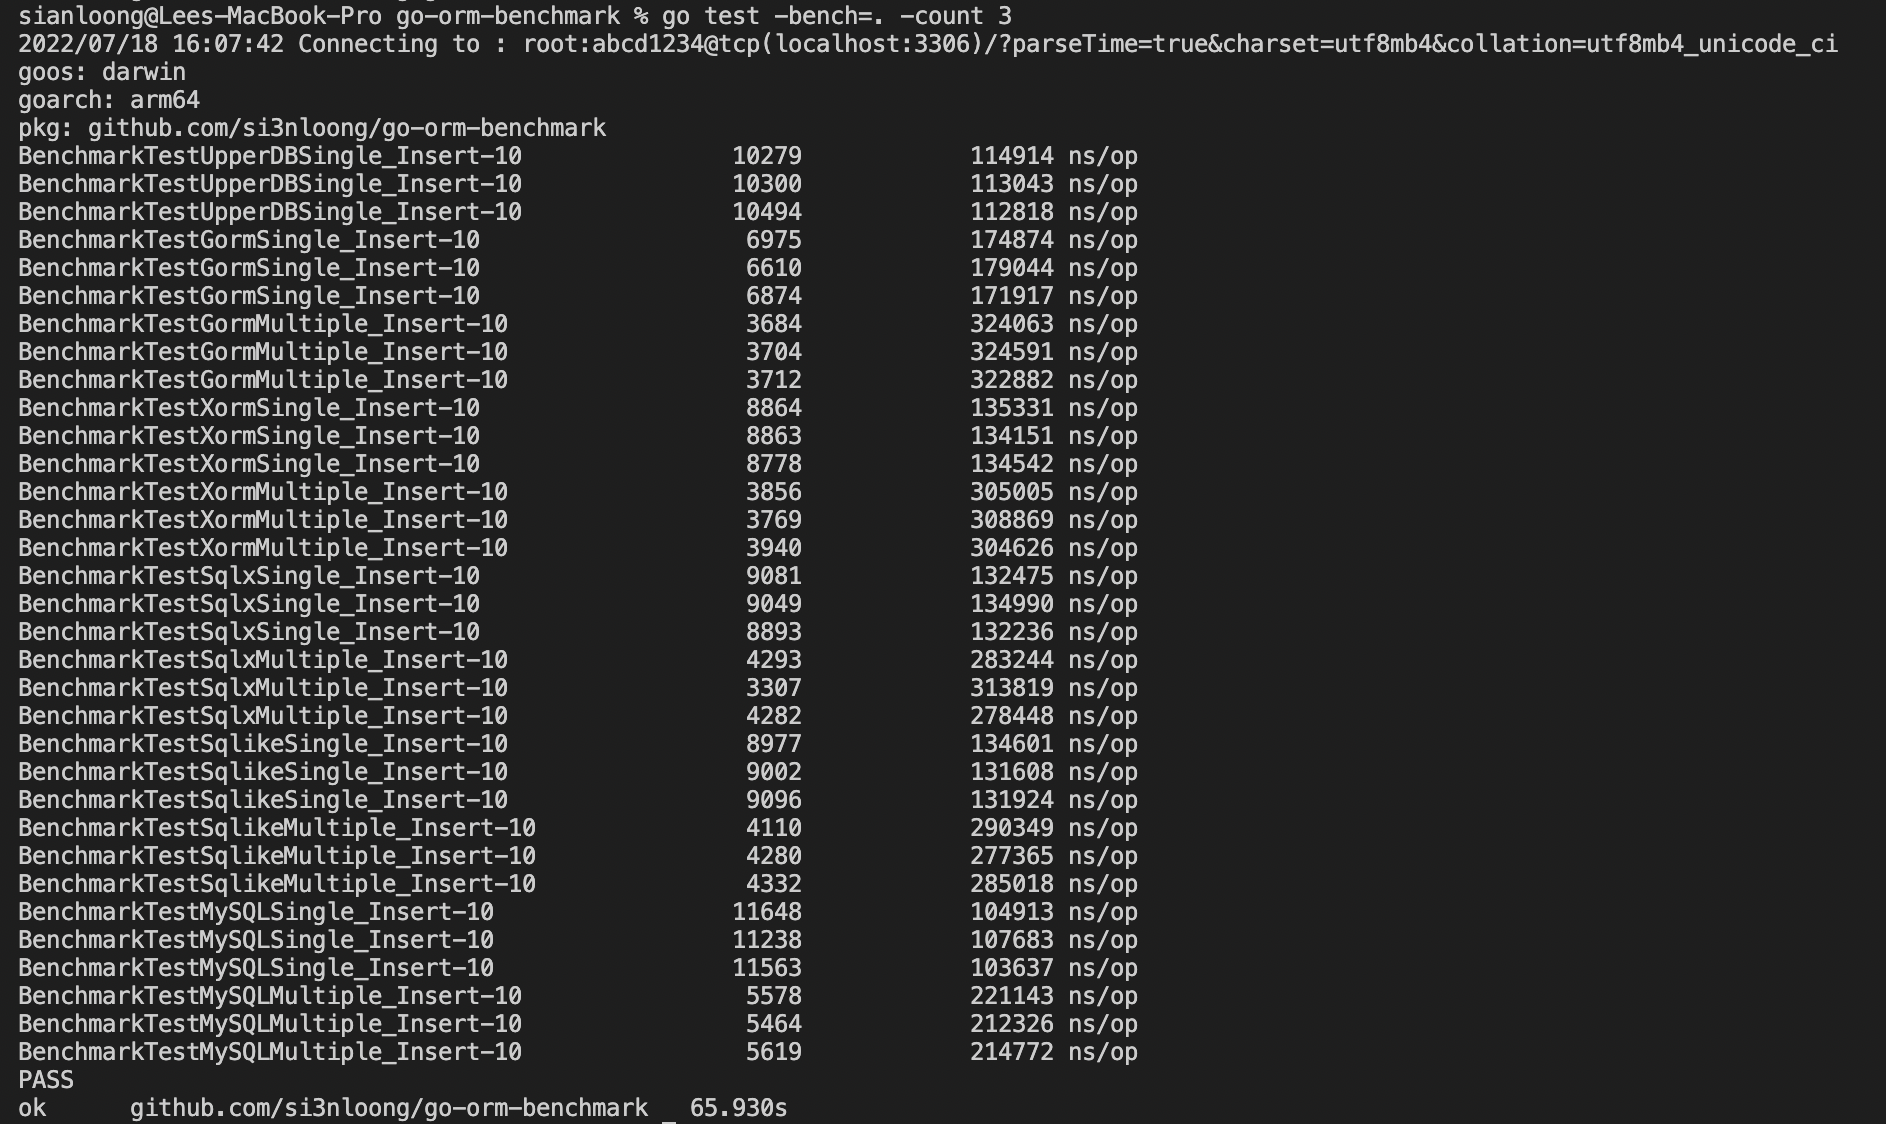 sianloong@Lees-MacBook-Pro go-orm-benchmark % go test -bench=. -count 3
2022/07/18 16:07:42 Connecting to : root:abcd1234@tcp(localhost:3306)/?parseTime=true&charset=utf8mb4&collation=utf8mb4_unicode_ci
goos: darwin
goarch: arm64
pkg: github.com/si3nloong/go-orm-benchmark
BenchmarkTestUpperDBSingle_Insert-10 10279 114914 ns/op
BenchmarkTestUpperDBSingle_Insert-10 10300 113043 ns/op
BenchmarkTestUpperDBSingle_Insert-10 10494 112818 ns/op
BenchmarkTestGormSingle_Insert-10 6975 174874 ns/op
BenchmarkTestGormSingle_Insert-10 6610 179044 ns/op
BenchmarkTestGormSingle_Insert-10 6874 171917 ns/op
BenchmarkTestGormMultiple_Insert-10 3684 324063 ns/op
BenchmarkTestGormMultiple_Insert-10 3704 324591 ns/op
BenchmarkTestGormMultiple_Insert-10 3712 322882 ns/op
BenchmarkTestXormSingle_Insert-10 8864 135331 ns/op
BenchmarkTestXormSingle_Insert-10 8863 134151 ns/op
BenchmarkTestXormSingle_Insert-10 8778 134542 ns/op
BenchmarkTestXormMultiple_Insert-10 3856 305005 ns/op
BenchmarkTestXormMultiple_Insert-10 3769 308869 ns/op
BenchmarkTestXormMultiple_Insert-10 3940 304626 ns/op
BenchmarkTestSqlxSingle_Insert-10 9081 132475 ns/op
BenchmarkTestSqlxSingle_Insert-10 9049 134990 ns/op
BenchmarkTestSqlxSingle_Insert-10 8893 132236 ns/op
BenchmarkTestSqlxMultiple_Insert-10 4293 283244 ns/op
BenchmarkTestSqlxMultiple_Insert-10 3307 313819 ns/op
BenchmarkTestSqlxMultiple_Insert-10 4282 278448 ns/op
BenchmarkTestSqlikeSingle_Insert-10 8977 134601 ns/op
BenchmarkTestSqlikeSingle_Insert-10 9002 131608 ns/op
BenchmarkTestSqlikeSingle_Insert-10 9096 131924 ns/op
BenchmarkTestSqlikeMultiple_Insert-10 4110 290349 ns/op
BenchmarkTestSqlikeMultiple_Insert-10 4280 277365 ns/op
BenchmarkTestSqlikeMultiple_Insert-10 4332 285018 ns/op
BenchmarkTestMySQLSingle_Insert-10 11648 104913 ns/op
BenchmarkTestMySQLSingle_Insert-10 11238 107683 ns/op
BenchmarkTestMySQLSingle_Insert-10 11563 103637 ns/op
BenchmarkTestMySQLMultiple_Insert-10 5578 221143 ns/op
BenchmarkTestMySQLMultiple_Insert-10 5464 212326 ns/op
BenchmarkTestMySQLMultiple_Insert-10 5619 214772 ns/op
PASS
ok github.com/si3nloong/go-orm-benchmark 65.930s